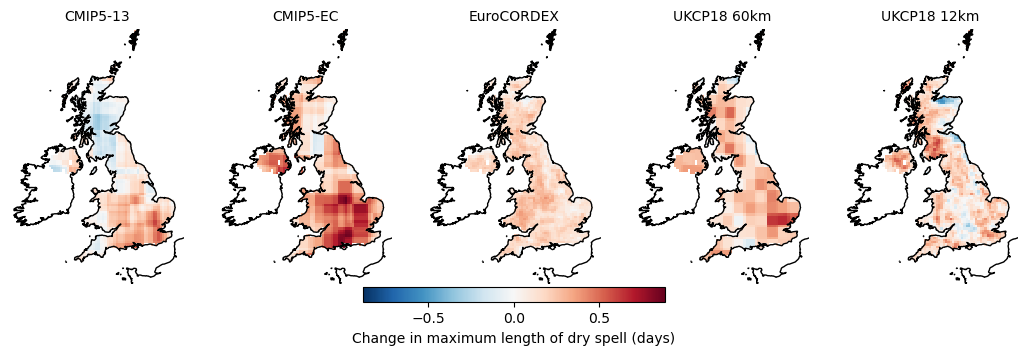 CMIP5-13 CMIP5-EC EuroCORDEX UKCP18 60km UKCP18 12km
−0.5 0.0 0.5
Change in maximum length of dry spell (days)